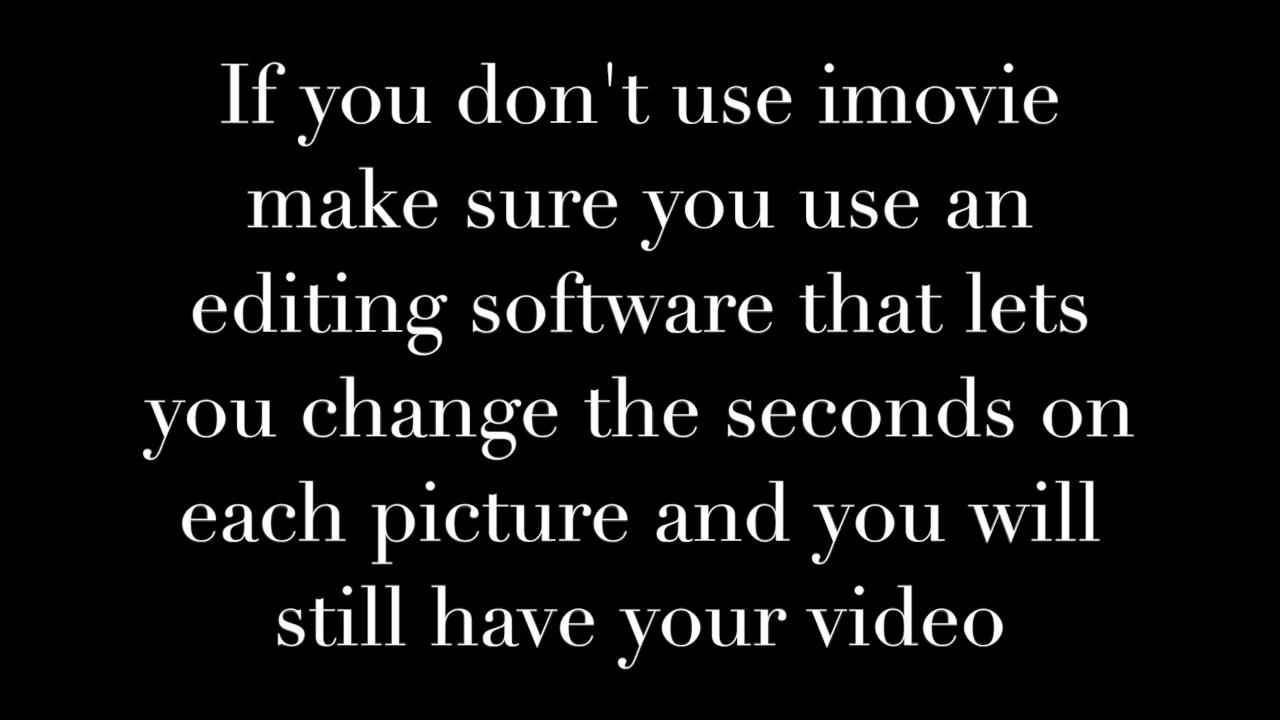 If you don't use imovie
make sure you use an
editing software that lets
you change the seconds on
each picture and you will
still have your video